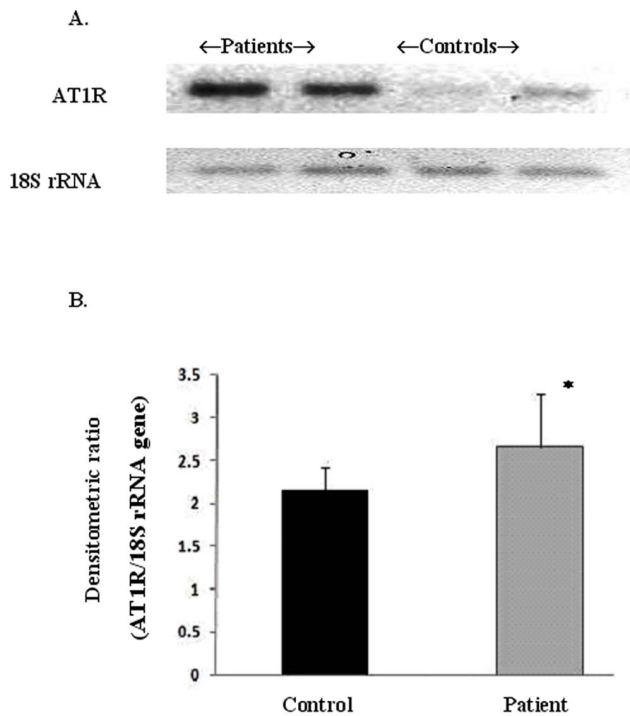 A.
←Patients→ ←Controls→
AT1R
18S rRNA
B.
Densitometric ratio
(AT1R/18S rRNA gene)
3.5
3
2.5
2
1.5
1
0.5
0
*
Control Patient